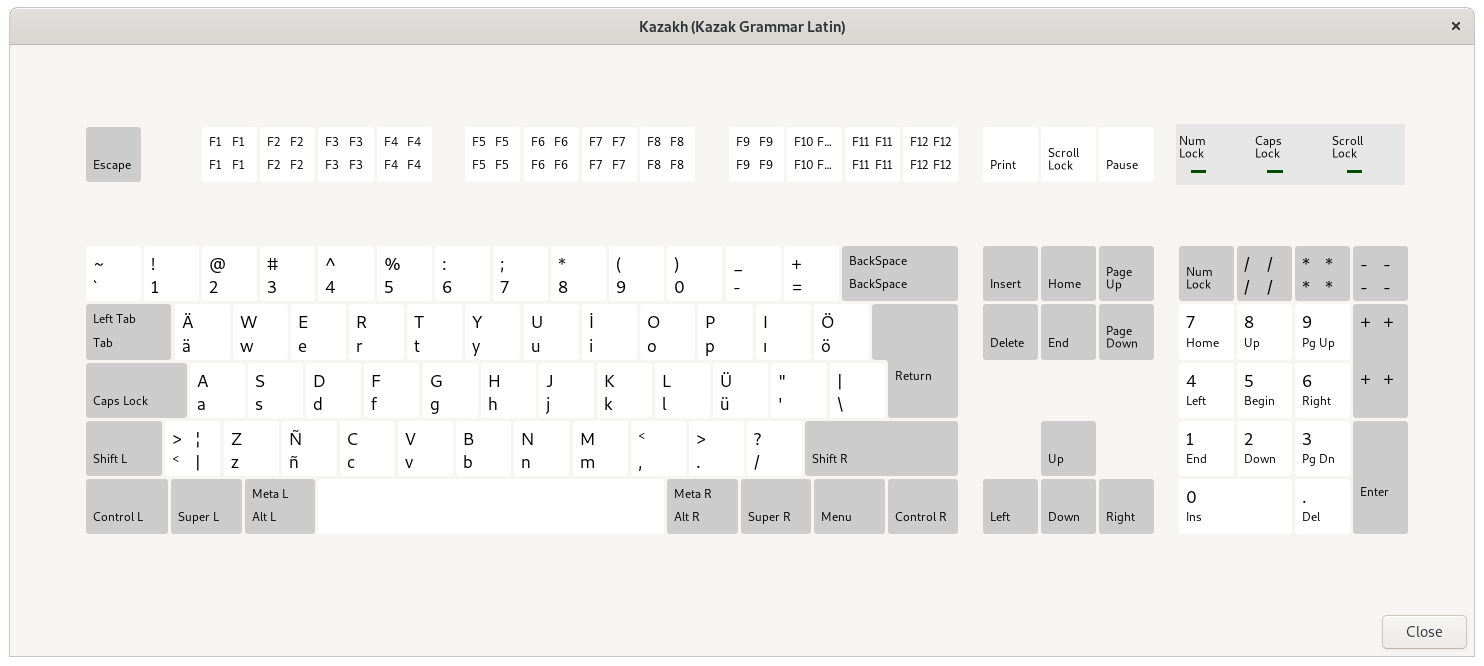 Kazakh (Kazak Grammar Latin) ×
F1 F1 F2 F2 F3 F3 F4 F4 F5 F5 F6 F6 F7 F7 F8 F8 F9 F9 F10 F... F11 F11 F12 F12
Escape F1 F1 F2 F2 F3 F3 F4 F4 F5 F5 F6 F6 F7 F7 F8 F8 F9 F9 F10 F... F11 F11 F12 F12 Print Scroll Lock Pause Num Lock Caps Lock Scroll Lock
~ ! @ # ^ % : ; * ( ) _ + BackSpace / / * * - -
` 1 2 3 4 5 6 7 8 9 0 - = BackSpace Insert Home Page Up Num Lock / / * * - -
Left Tab Ä W E R T Y U İ O P I Ö 7 8 9 + +
Tab ä w e r t y u i o p ı ö Delete End Page Down Home Up Pg Up
A S D F G H J K L Ü " | Return 4 5 6 + +
Caps Lock a s d f g h j k l ü ' \ Left Begin Right
> ¦ Z Ñ C V B N M < > ? 1 2 3
Shift L < | z ñ c v b n m , . / Shift R Up End Down Pg Dn
Meta L Meta R 0 . Enter
Control L Super L Alt L Alt R Super R Menu Control R Left Down Right Ins Del
Close